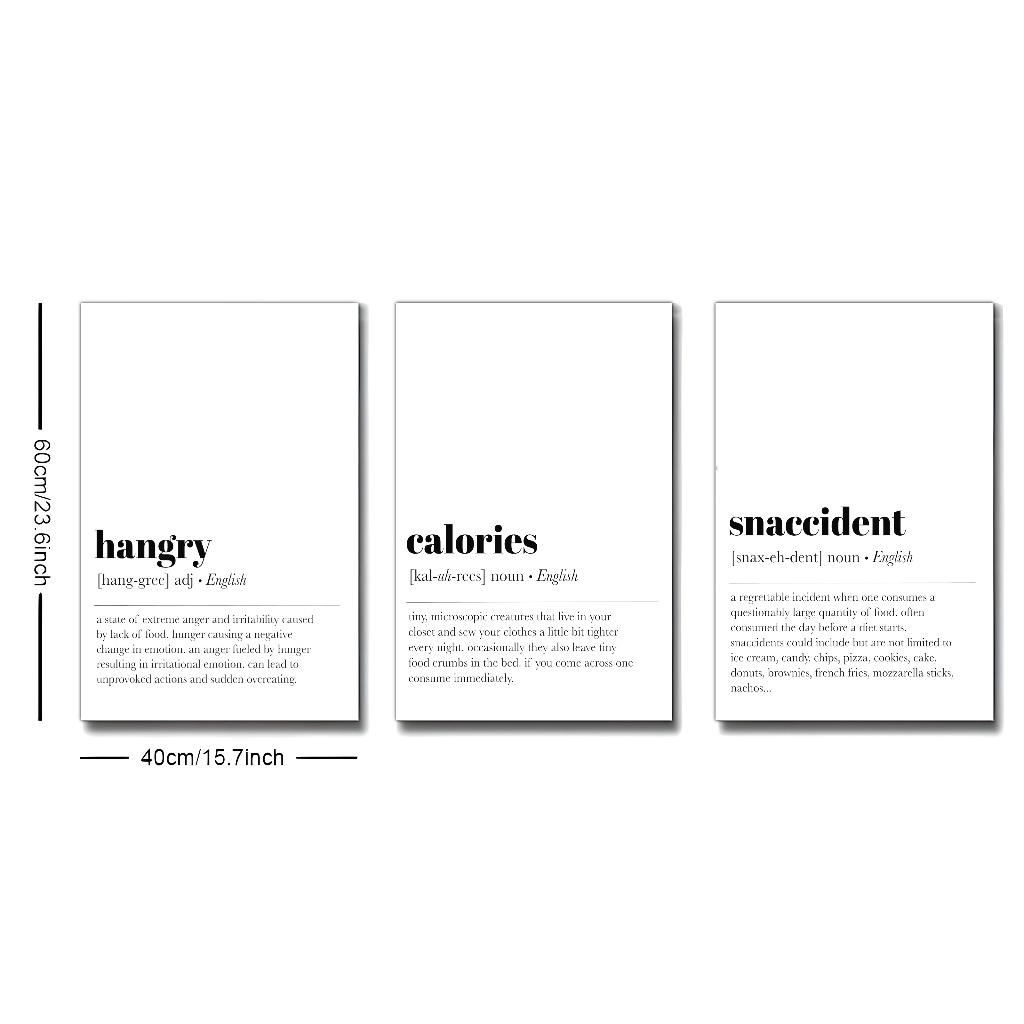 60cm/23.6inch
hangry
[hang-gree] adj • English
a state of extreme anger and irritability caused
by lack of food. hunger causing a negative
change in emotion. an anger fueled by hunger
resulting in irritational emotion. can lead to
unprovoked actions and sudden overeating.
40cm/15.7inch
calories
[kal-uh-rees] noun • English
tiny, microscopic creatures that live in your
closet and sew your clothes a little bit tighter
every night. occasionally they also leave tiny
food crumbs in the bed. if you come across one
consume immediately.
snaccident
[snax-eh-dent] noun • English
a regrettable incident when one consumes a
questionably large quantity of food. often
consumed the day before a diet starts.
snaccidents could include but are not limited to
ice cream, candy, chips, pizza, cookies, cake,
donuts, brownies, french fries, mozzarella sticks,
nachos...